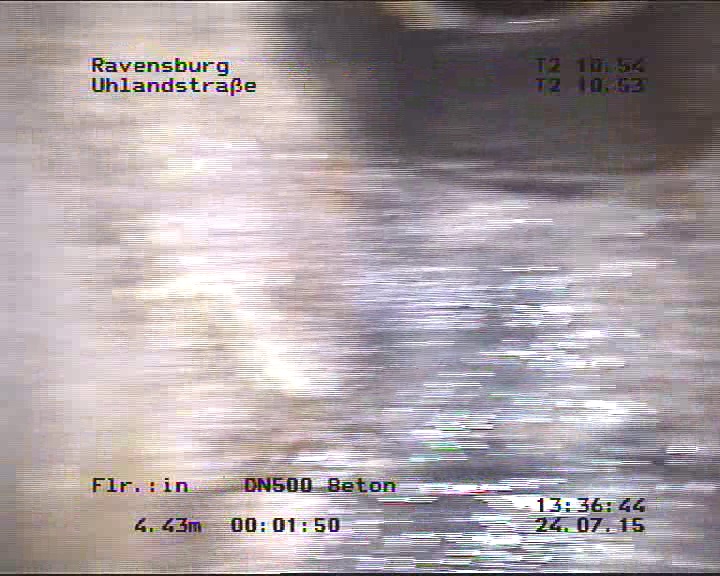 Ravensburg
Uhlandstraße
T2 10.54
T2 10.53
Flr.:in DN500 Beton
13:36:44
4.43m 00:01:50 24.07.15